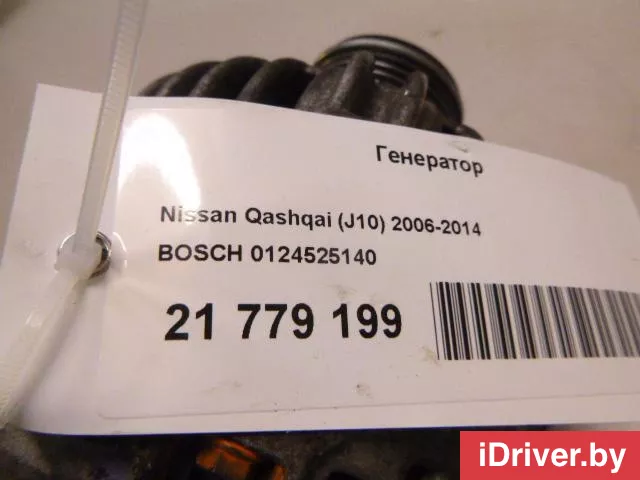 Генератор
Nissan Qashqai (J10) 2006-2014
BOSCH 0124525140
21 779 199
iDriver.by